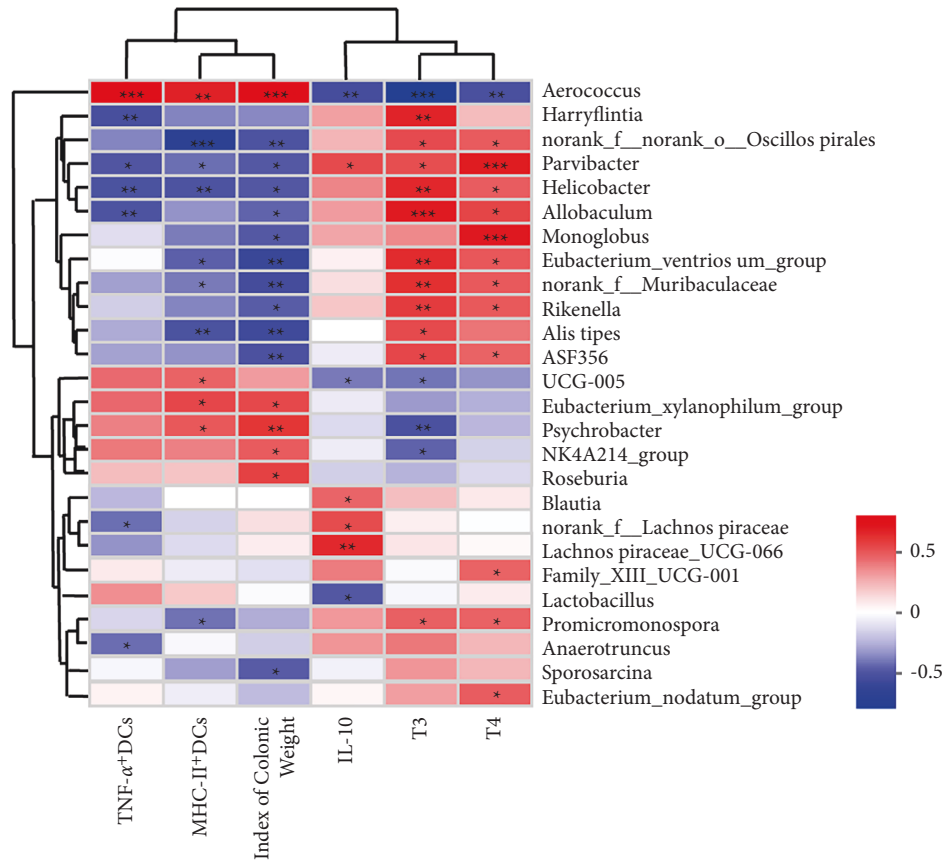 *** ** *** ** *** ** Aerococcus
** ** Harryflintia
*** ** * * norank_f__norank_o__Oscillos pirales
* * * * * *** Parvibacter
** ** * ** * Helicobacter
** * *** * Allobaculum
* *** Monoglobus
* ** ** * Eubacterium_ventrios um_group
* ** ** * norank_f__Muribaculaceae
* ** * Rikenella
** ** * Alis tipes
** * * ASF356
* * * UCG-005
* * Eubacterium_xylanophilum_group
* ** ** Psychrobacter
* * NK4A214_group
* Roseburia
* Blautia
* * norank_f__Lachnos piraceae
** Lachnos piraceae_UCG-066
* Family_XIII_UCG-001
* Lactobacillus
* * * Promicromonospora
* Anaerotruncus
* Sporosarcina
* Eubacterium_nodatum_group
0.5
0
-0.5
TNF-α+DCs
MHC-II+DCs
Index of Colonic
Weight
IL-10
T3
T4